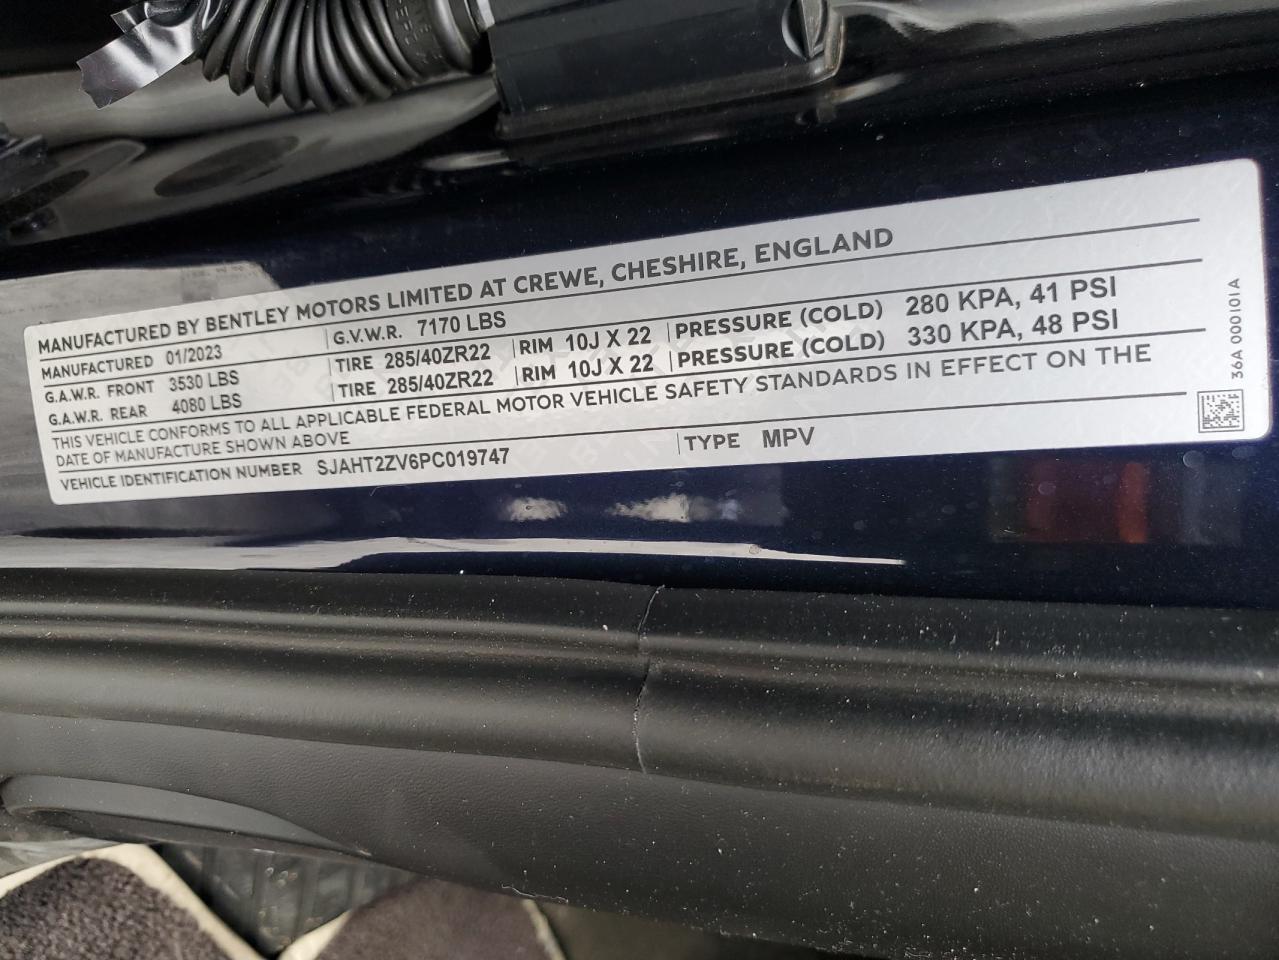 MANUFACTURED BY BENTLEY MOTORS LIMITED AT CREWE, CHESHIRE, ENGLAND
MANUFACTURED 01/2023 G.V.W.R. 7170 LBS
G.A.W.R. FRONT 3530 LBS TIRE 285/40ZR22 RIM 10J X 22 PRESSURE (COLD) 280 KPA, 41 PSI
G.A.W.R. REAR 4080 LBS TIRE 285/40ZR22 RIM 10J X 22 PRESSURE (COLD) 330 KPA, 48 PSI
THIS VEHICLE CONFORMS TO ALL APPLICABLE FEDERAL MOTOR VEHICLE SAFETY STANDARDS IN EFFECT ON THE
DATE OF MANUFACTURE SHOWN ABOVE
VEHICLE IDENTIFICATION NUMBER SJAHT2ZV6PC019747 TYPE MPV
36A 000101A